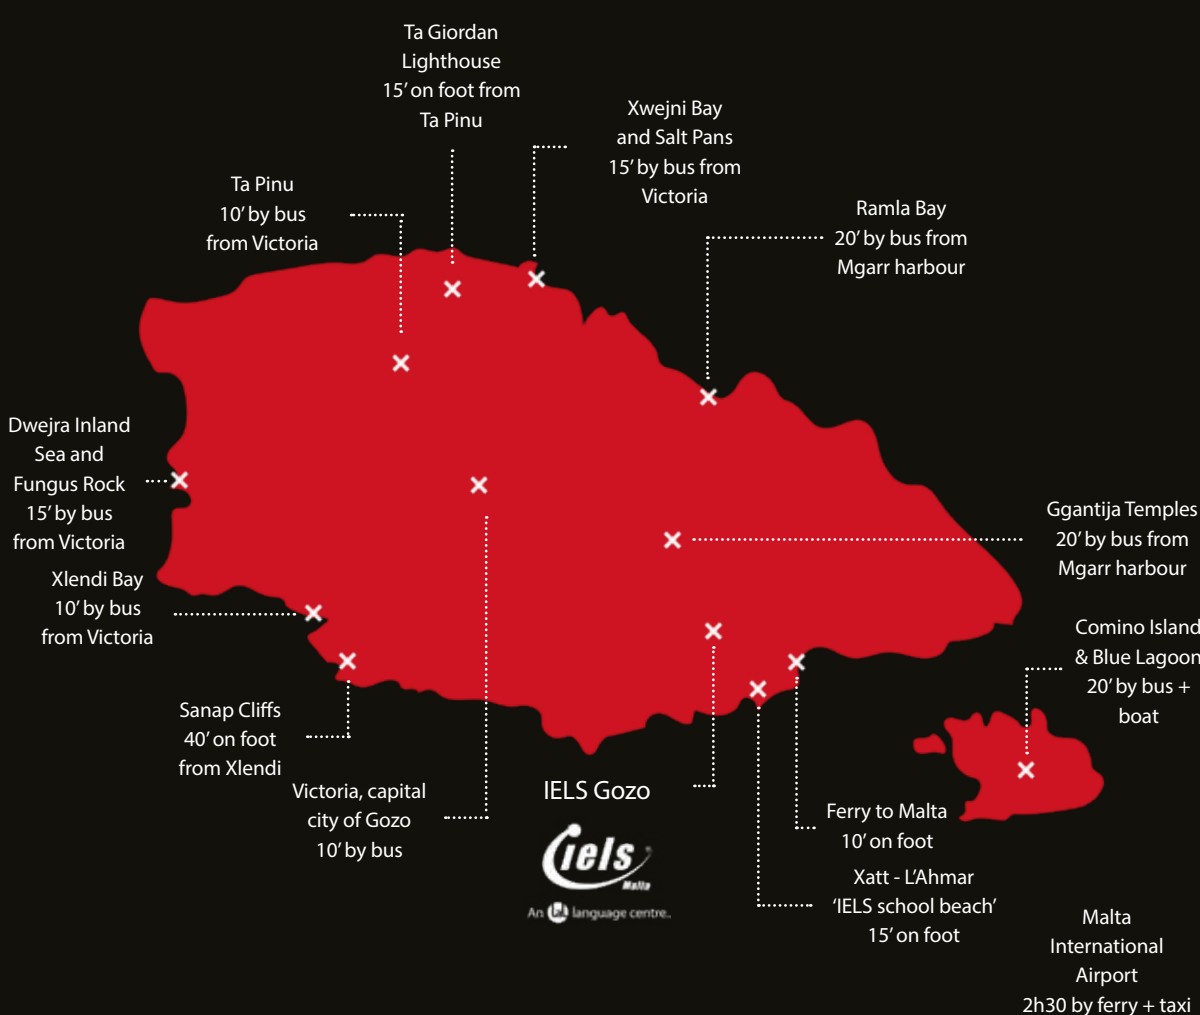 Ta Giordan
Lighthouse
15’ on foot from
Ta Pinu
Xwejni Bay
and Salt Pans
15’ by bus from
Victoria
Ta Pinu
10’ by bus
from Victoria
Ramla Bay
20’ by bus from
Mgarr harbour
Dwejra Inland
Sea and
Fungus Rock
15’ by bus
from Victoria
Ggantija Temples
20’ by bus from
Mgarr harbour
Xlendi Bay
10’ by bus
from Victoria
Comino Island
& Blue Lagoon
20’ by bus +
boat
Sanap Cliffs
40’ on foot
from Xlendi
Victoria, capital
city of Gozo
10’ by bus
IELS Gozo
iels
Malta
An lal language centre.
Ferry to Malta
10’ on foot
Xatt - L’Ahmar
‘IELS school beach’
15’ on foot
Malta
International
Airport
2h30 by ferry + taxi